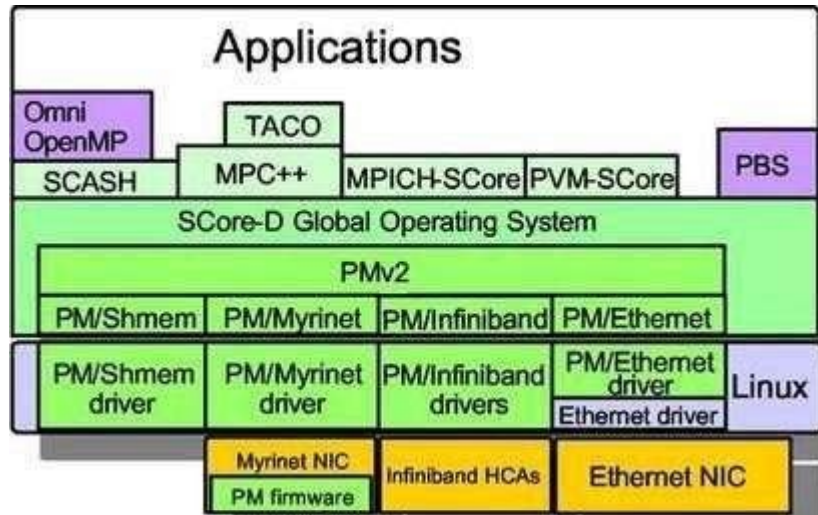 Applications
Omni
OpenMP
TACO
PBS
SCASH
MPC++
MPICH-SCore
PVM-SCore
SCore-D Global Operating System
PMv2
PM/Shmem
PM/Myrinet
PM/Infiniband
PM/Ethernet
PM/Shmem
driver
PM/Myrinet
driver
PM/Infiniband
drivers
PM/Ethernet
driver
Ethernet driver
Linux
Myrinet NIC
PM firmware
Infiniband HCAs
Ethernet NIC